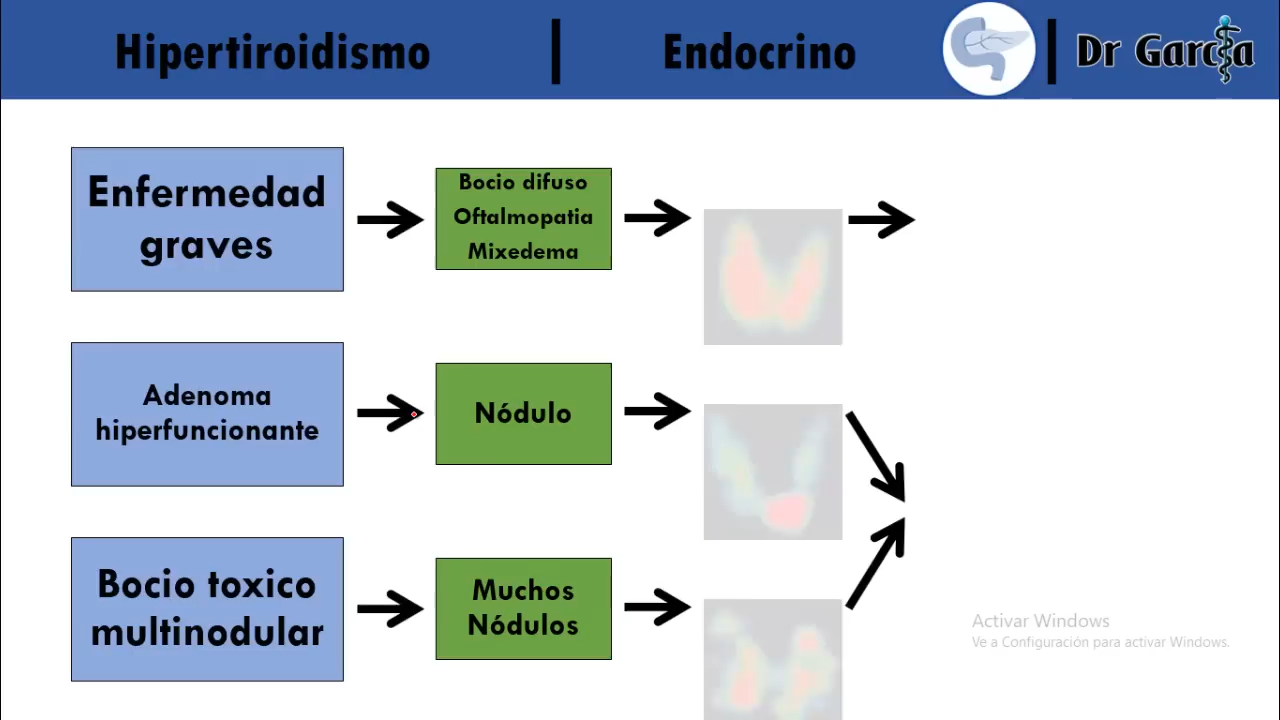 Hipertiroidismo | Endocrino | Dr García
Enfermedad
graves
Bocio difuso
Oftalmopatia
Mixedema
Adenoma
hiperfuncionante
Nódulo
Bocio toxico
multinodular
Muchos
Nódulos
Activar Windows
Ve a Configuración para activar Windows.